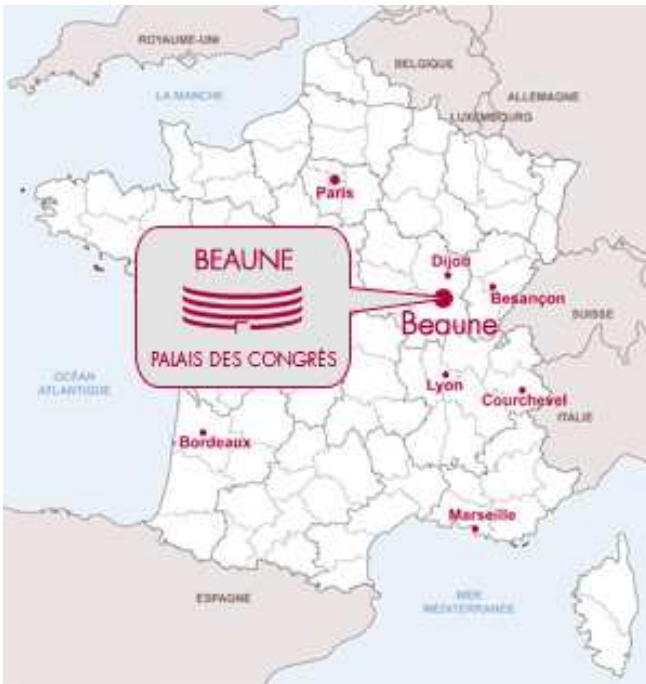 ROYAUME-UNI
BELGIQUE
LA MANCHE
ALLEMAGNE
LUXEMBOURG
Paris
BEAUNE
PALAIS DES CONGRÈS
Dijon
Besançon
Beaune
SUISSE
OCÉAN
ATLANTIQUE
Lyon
Courchevel
ITALIE
Bordeaux
Marseille
ESPAGNE
MER
MÉDITERRANÉE